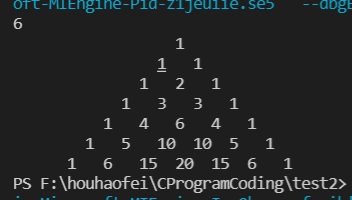 oft-MIEngine-Pid-z1jeu1ie.se5   --dbgE
6
1
1 1
1 2 1
1 3 3 1
1 4 6 4 1
1 5 10 10 5 1
1 6 15 20 15 6 1
PS F:\houhaofei\CProgramCoding\test2>